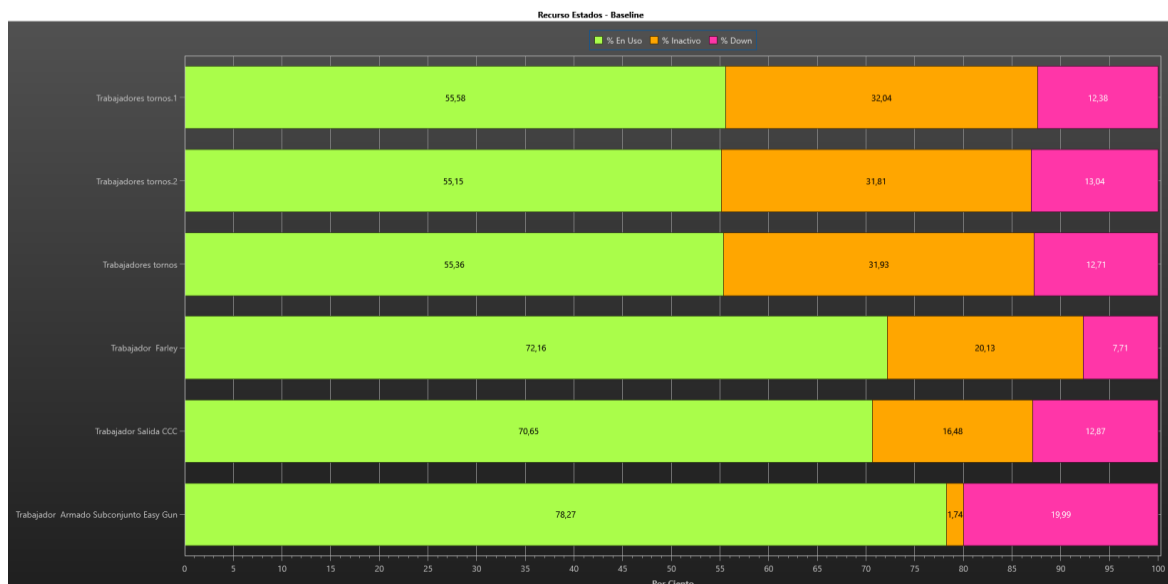 Recurso Estados - Baseline
% En Uso % Inactivo % Down
Trabajadores tornos.1 55,58 32,04 12,38
Trabajadores tornos.2 55,15 31,81 13,04
Trabajadores tornos 55,36 31,93 12,71
Trabajador Farley 72,16 20,13 7,71
Trabajador Salida CCC 70,65 16,48 12,87
Trabajador Armado Subconjunto Easy Gun 78,27 1,74 19,99
0 5 10 15 20 25 30 35 40 45 50 55 60 65 70 75 80 85 90 95 100
Por Ciento